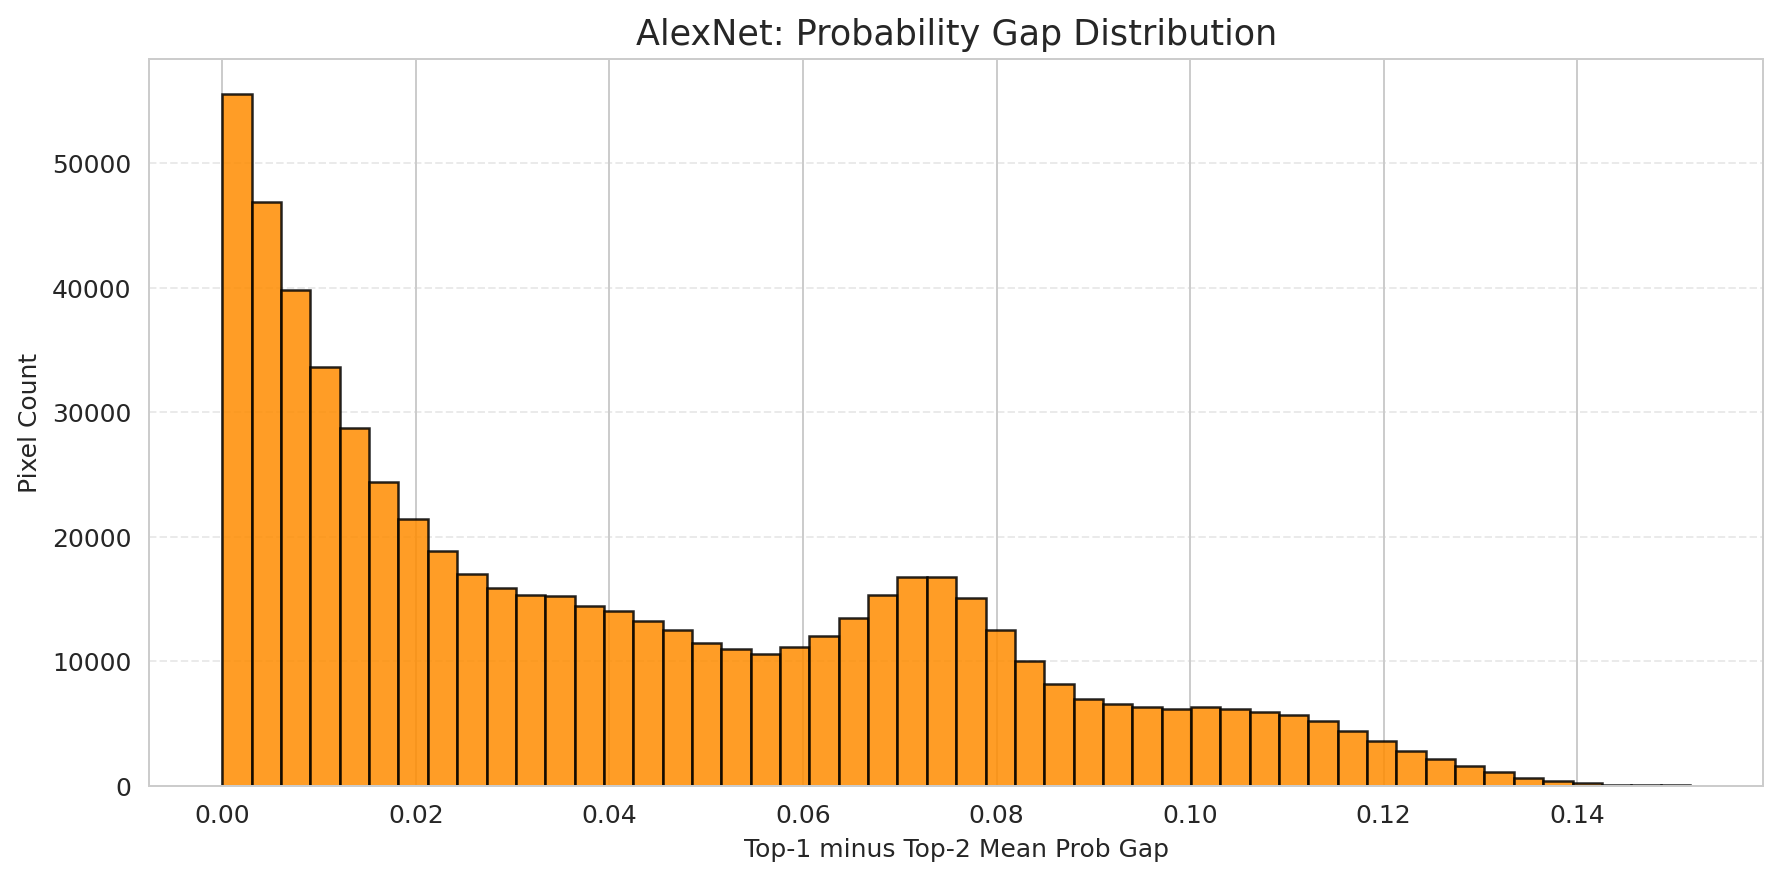 AlexNet: Probability Gap Distribution
Pixel Count
50000
40000
30000
20000
10000
0
0.00 0.02 0.04 0.06 0.08 0.10 0.12 0.14
Top-1 minus Top-2 Mean Prob Gap